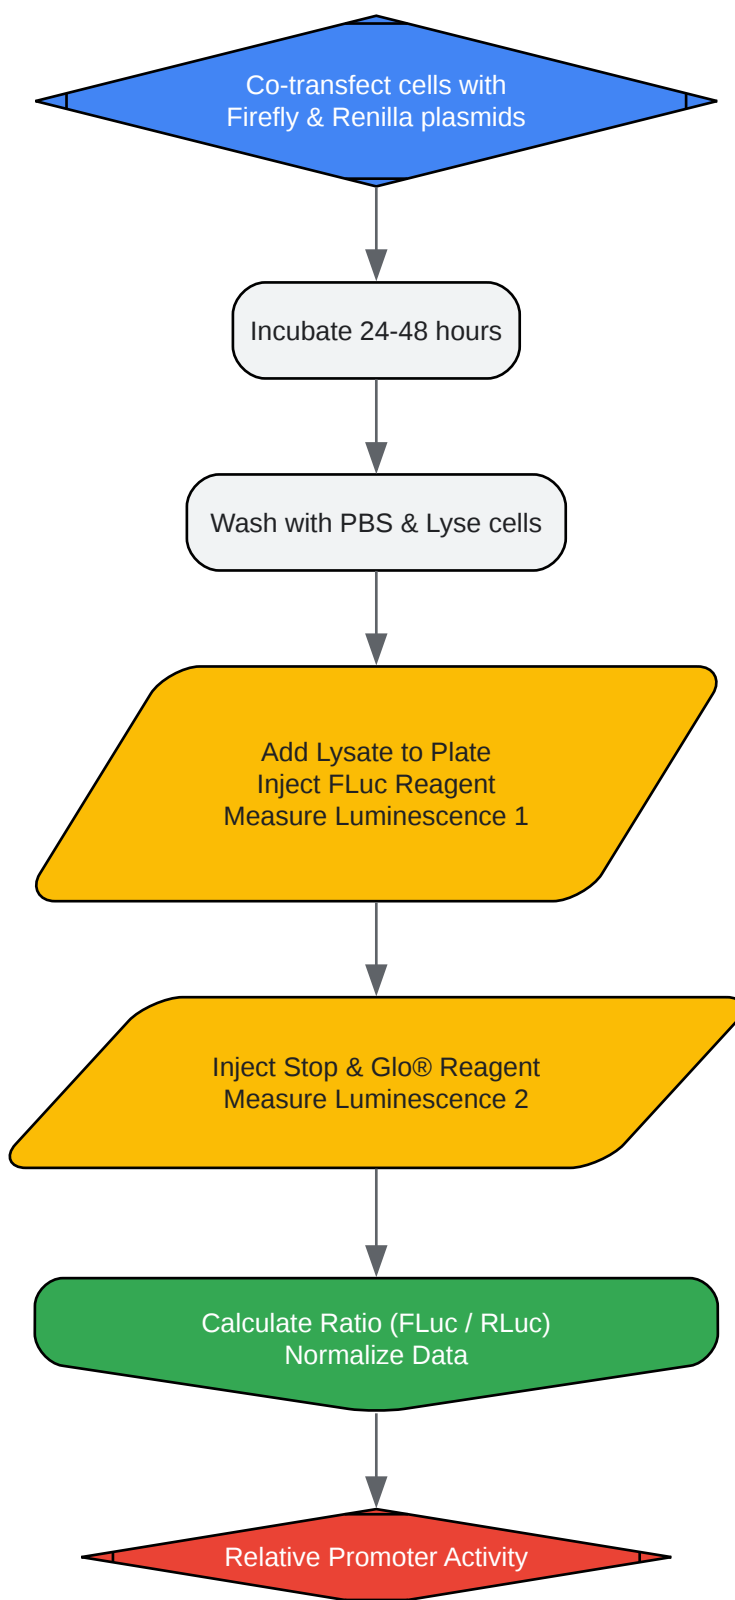 Co-transfect cells with
Firefly & Renilla plasmids
Incubate 24-48 hours
Wash with PBS & Lyse cells
Add Lysate to Plate
Inject FLuc Reagent
Measure Luminescence 1
Inject Stop & Glo® Reagent
Measure Luminescence 2
Calculate Ratio (FLuc / RLuc)
Normalize Data
Relative Promoter Activity